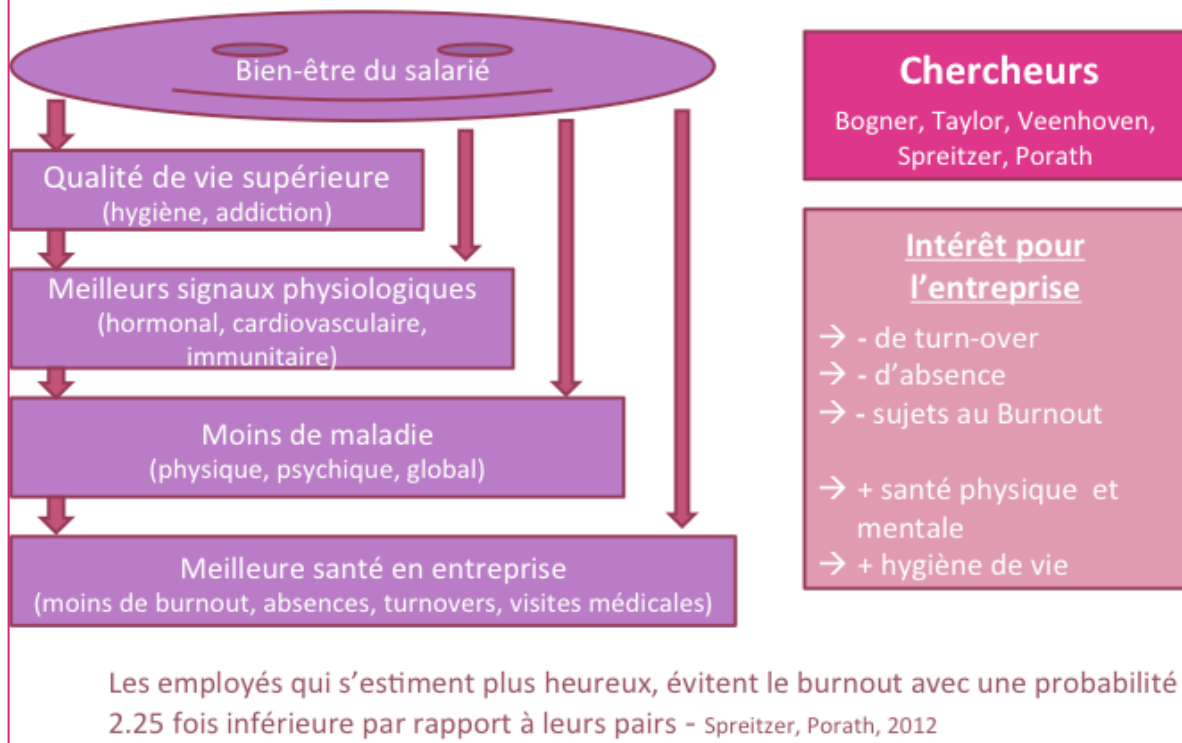 Bien-être du salarié
Qualité de vie supérieure
(hygiène, addiction)
Meilleurs signaux physiologiques
(hormonal, cardiovasculaire,
immunitaire)
Moins de maladie
(physique, psychique, global)
Meilleure santé en entreprise
(moins de burnout, absences, turnovers, visites médicales)
Chercheurs
Bogner, Taylor, Veenhoven,
Spreitzer, Porath
Intérêt pour
l’entreprise
→ - de turn-over
→ - d’absence
→ - sujets au Burnout
→ + santé physique et
mentale
→ + hygiène de vie
Les employés qui s’estiment plus heureux, évitent le burnout avec une probabilité
2.25 fois inférieure par rapport à leurs pairs - Spreitzer, Porath, 2012